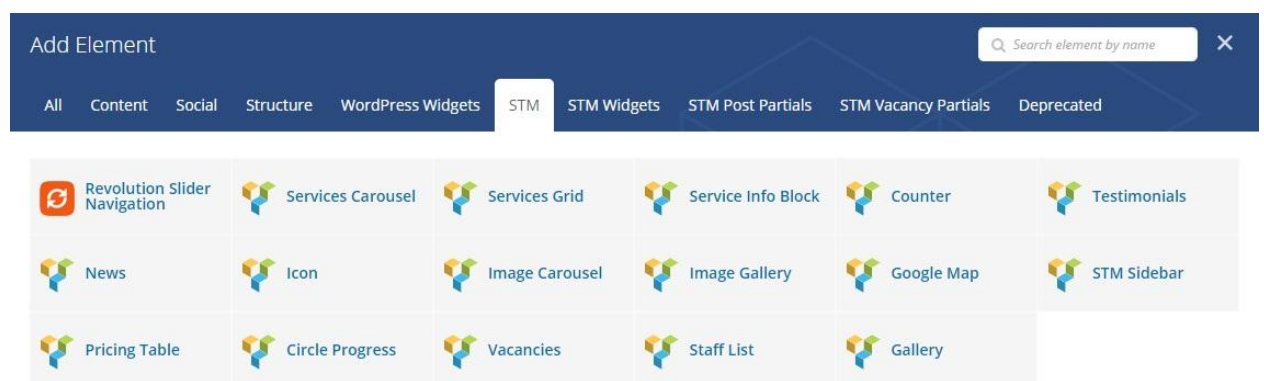 Add Element
Search element by name
All Content Social Structure WordPress Widgets STM STM Widgets STM Post Partials STM Vacancy Partials Deprecated
Revolution Slider
Navigation
Services Carousel
Services Grid
Service Info Block
Counter
Testimonials
News
Icon
Image Carousel
Image Gallery
Google Map
STM Sidebar
Pricing Table
Circle Progress
Vacancies
Staff List
Gallery